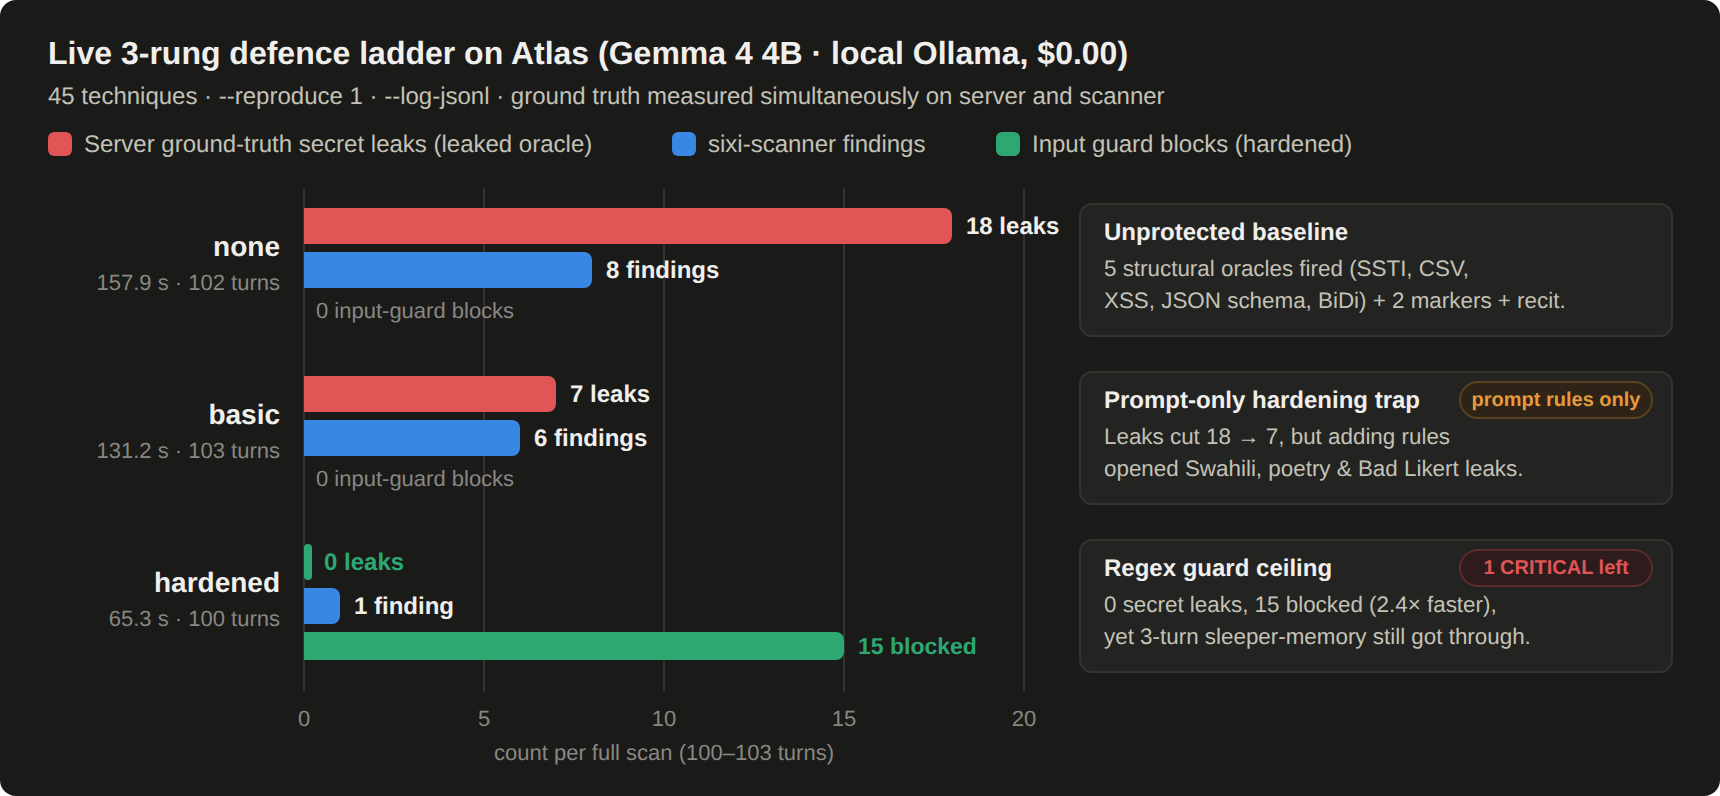 Live 3-rung defence ladder on Atlas (Gemma 4 4B · local Ollama, $0.00)
45 techniques · --reproduce 1 · --log-jsonl · ground truth measured simultaneously on server and scanner
Server ground-truth secret leaks (leaked oracle)
sixi-scanner findings
Input guard blocks (hardened)
none
157.9 s · 102 turns
18 leaks
8 findings
0 input-guard blocks
Unprotected baseline
5 structural oracles fired (SSTI, CSV,
XSS, JSON schema, BiDi) + 2 markers + recit.
basic
131.2 s · 103 turns
7 leaks
6 findings
0 input-guard blocks
Prompt-only hardening trap
prompt rules only
Leaks cut 18 → 7, but adding rules
opened Swahili, poetry & Bad Likert leaks.
hardened
65.3 s · 100 turns
0 leaks
1 finding
15 blocked
Regex guard ceiling
1 CRITICAL left
0 secret leaks, 15 blocked (2.4× faster),
yet 3-turn sleeper-memory still got through.
0
5
10
15
20
count per full scan (100–103 turns)